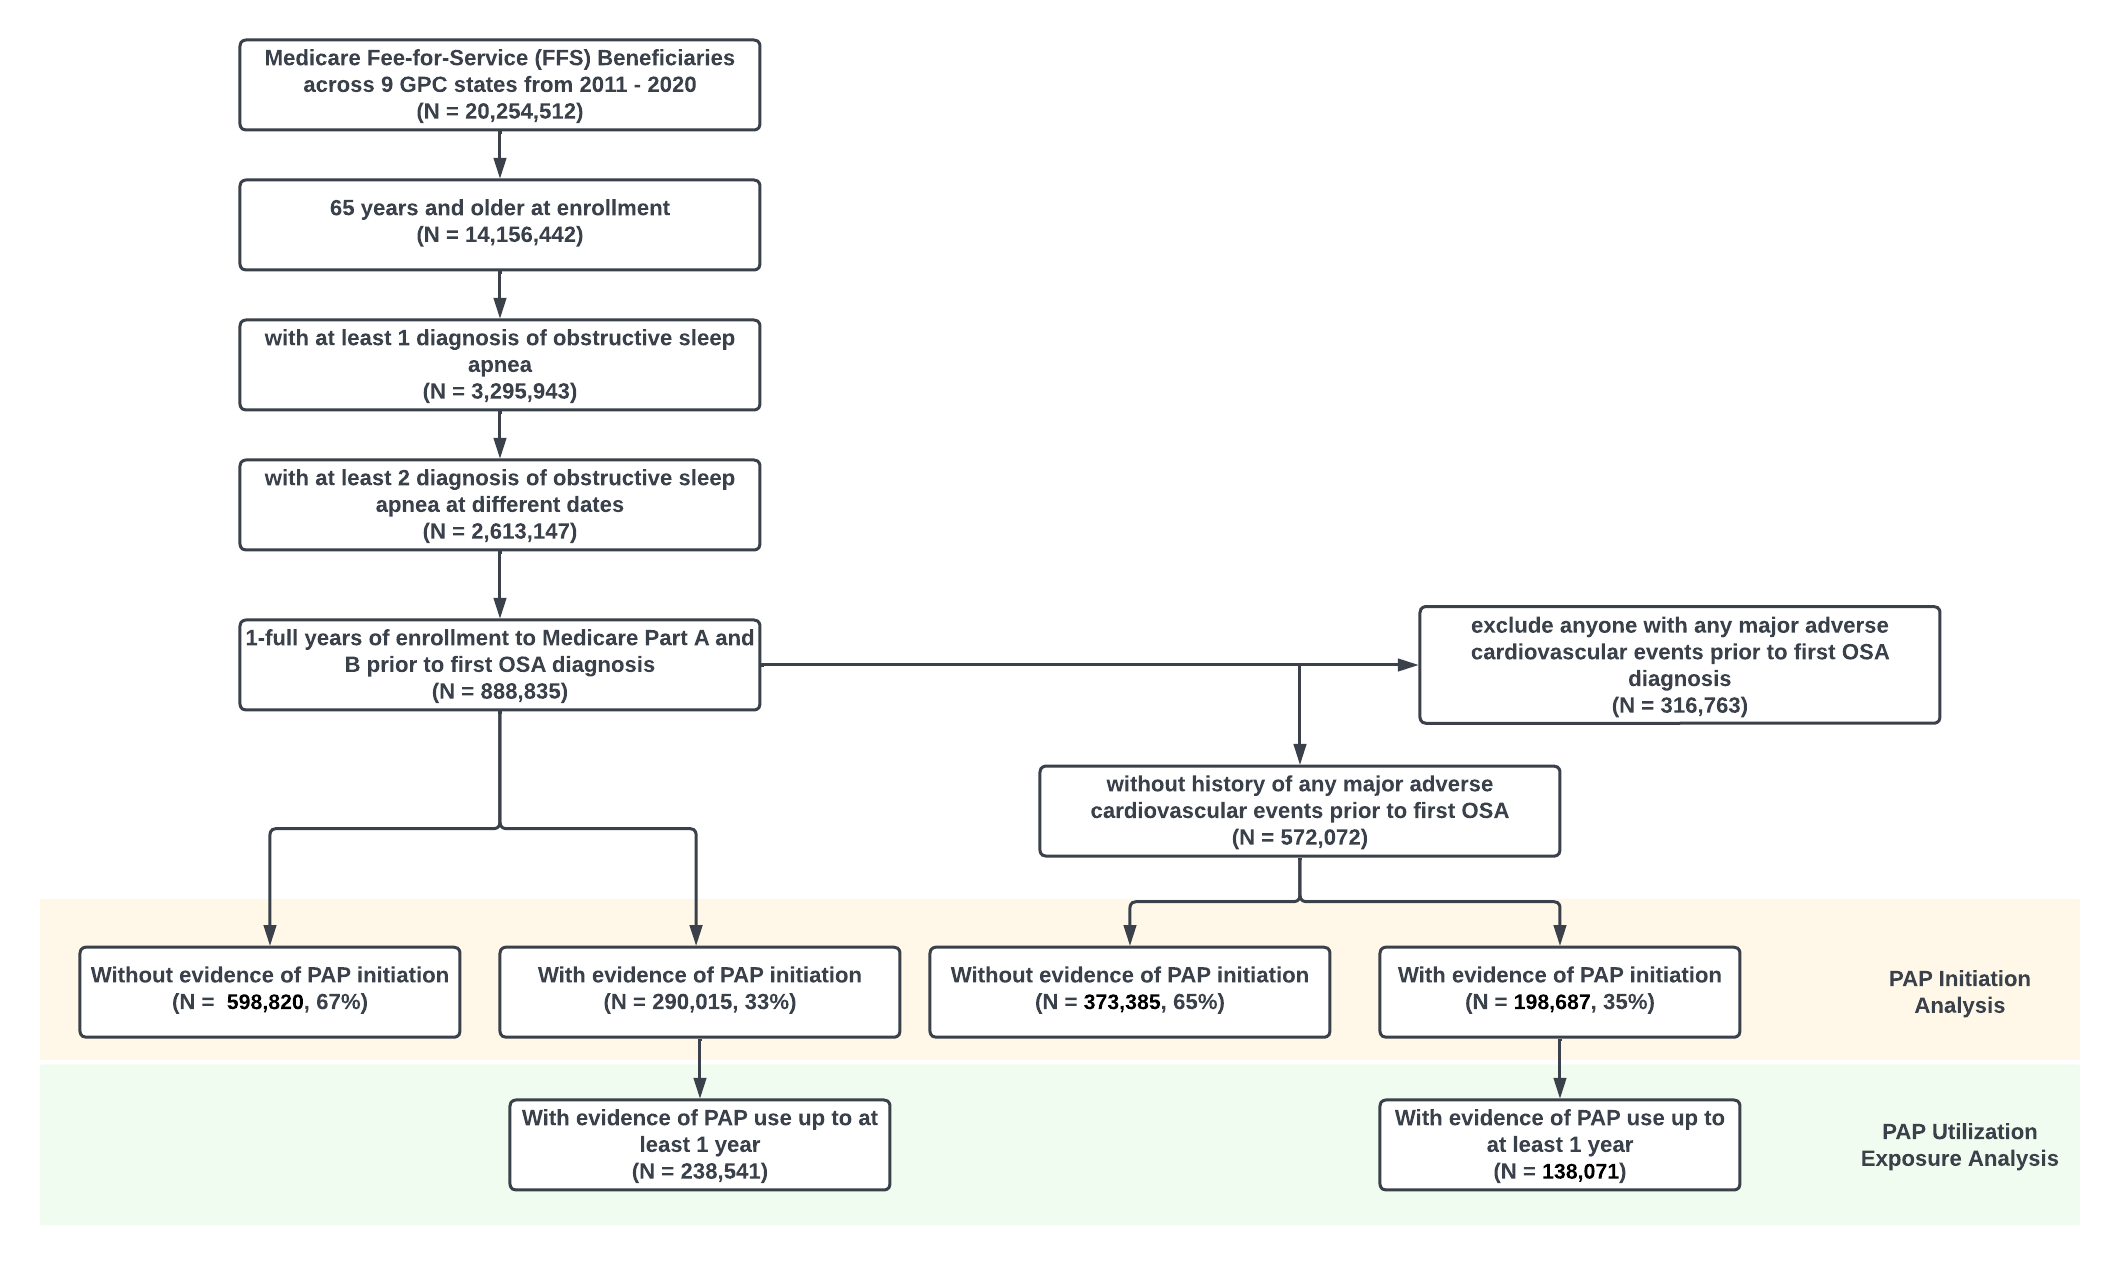 Medicare Fee-for-Service (FFS) Beneficiaries
across 9 GPC states from 2011 - 2020
(N = 20,254,512)
65 years and older at enrollment
(N = 14,156,442)
with at least 1 diagnosis of obstructive sleep
apnea
(N = 3,295,943)
with at least 2 diagnosis of obstructive sleep
apnea at different dates
(N = 2,613,147)
1-full years of enrollment to Medicare Part A and
B prior to first OSA diagnosis
(N = 888,835)
exclude anyone with any major adverse
cardiovascular events prior to first OSA
diagnosis
(N = 316,763)
without history of any major adverse
cardiovascular events prior to first OSA
(N = 572,072)
Without evidence of PAP initiation
(N =  598,820, 67%)
With evidence of PAP initiation
(N = 290,015, 33%)
Without evidence of PAP initiation
(N = 373,385, 65%)
With evidence of PAP initiation
(N = 198,687, 35%)
PAP Initiation
Analysis
With evidence of PAP use up to at
least 1 year
(N = 238,541)
With evidence of PAP use up to
at least 1 year
(N = 138,071)
PAP Utilization
Exposure Analysis